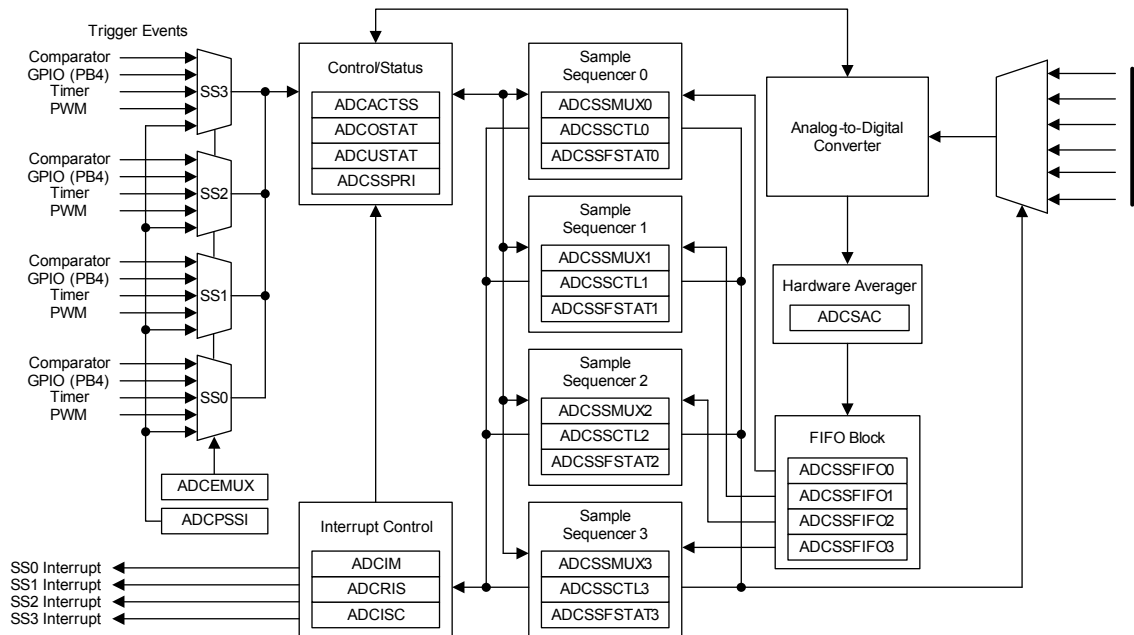 Trigger Events
Comparator
GPIO (PB4)
Timer
PWM
SS3
Comparator
GPIO (PB4)
Timer
PWM
SS2
Comparator
GPIO (PB4)
Timer
PWM
SS1
Comparator
GPIO (PB4)
Timer
PWM
SS0
ADCEMUX
ADCPSSI
SS0 Interrupt
SS1 Interrupt
SS2 Interrupt
SS3 Interrupt
Control/Status
ADCACTSS
ADCOSTAT
ADCUSTAT
ADCSSPRI
Interrupt Control
ADCIM
ADCRIS
ADCISC
Sample
Sequencer 0
ADCSSMUX0
ADCSSCTL0
ADCSSFSTAT0
Sample
Sequencer 1
ADCSSMUX1
ADCSSCTL1
ADCSSFSTAT1
Sample
Sequencer 2
ADCSSMUX2
ADCSSCTL2
ADCSSFSTAT2
Sample
Sequencer 3
ADCSSMUX3
ADCSSCTL3
ADCSSFSTAT3
Analog-to-Digital
Converter
Hardware Averager
ADCSAC
FIFO Block
ADCSSFIFO0
ADCSSFIFO1
ADCSSFIFO2
ADCSSFIFO3